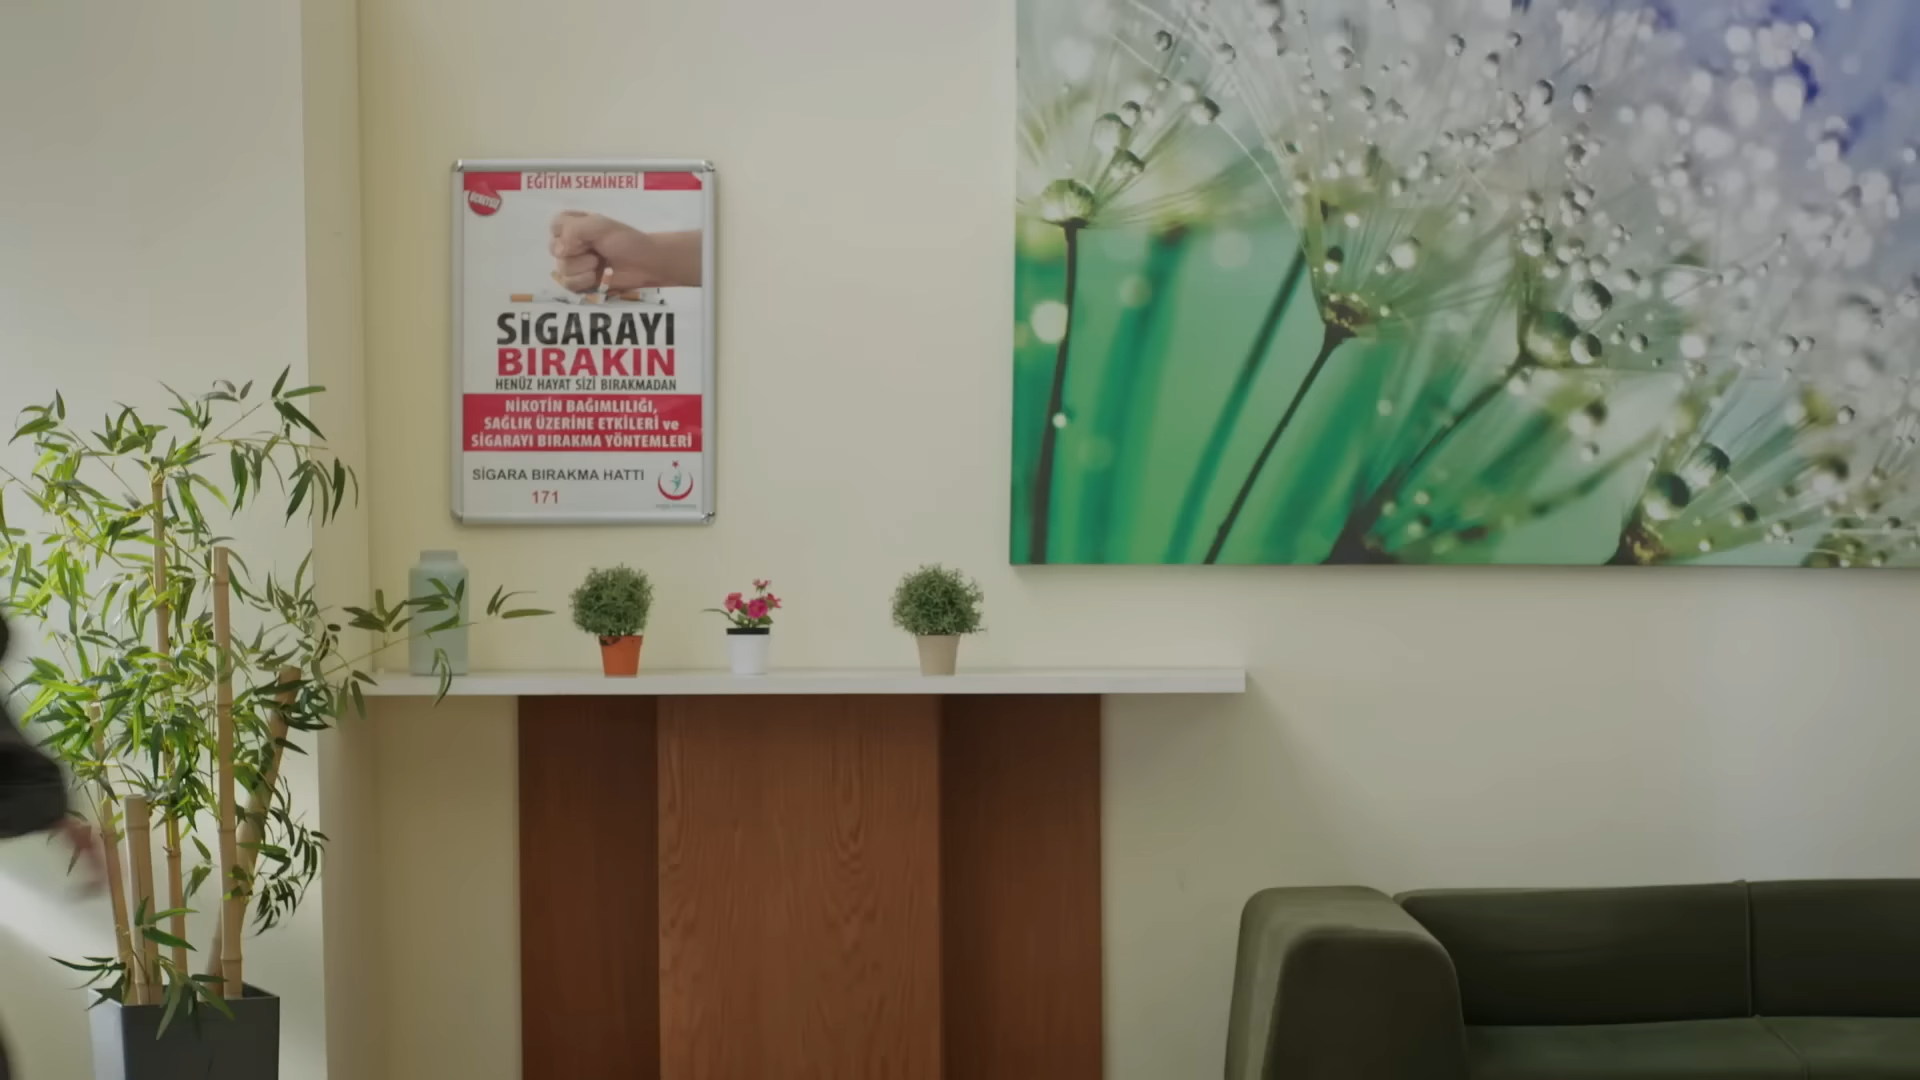 EĞİTİM SEMİNERİ
ÜCRETSİZ
SİGARAYI
BIRAKIN
HENÜZ HAYAT SİZİ BIRAKMADAN
NİKOTİN BAĞIMLILIĞI,
SAĞLIK ÜZERİNE ETKİLERİ ve
SİGARAYI BIRAKMA YÖNTEMLERİ
SİGARA BIRAKMA HATTI
171